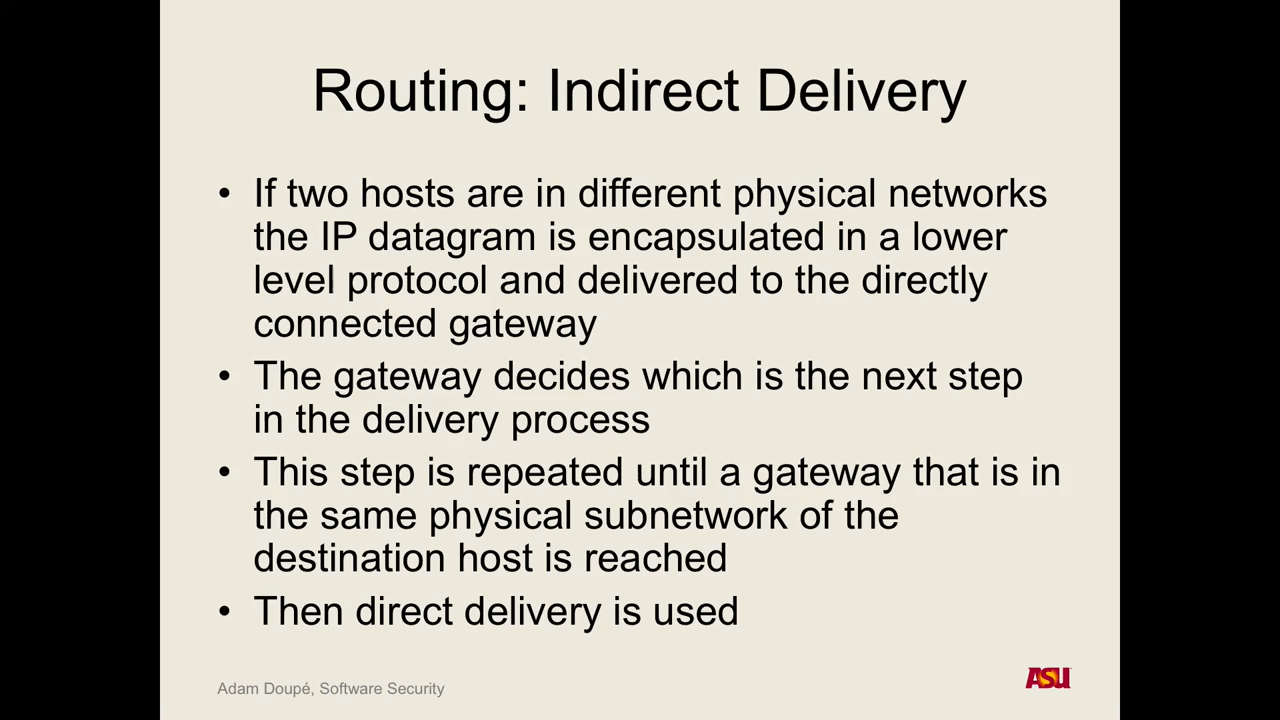 Routing: Indirect Delivery
• If two hosts are in different physical networks
the IP datagram is encapsulated in a lower
level protocol and delivered to the directly
connected gateway
• The gateway decides which is the next step
in the delivery process
• This step is repeated until a gateway that is in
the same physical subnetwork of the
destination host is reached
• Then direct delivery is used
Adam Doupé, Software Security
ASU